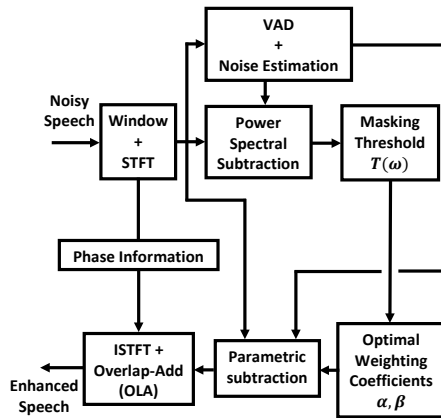 VAD
+
Noise Estimation
Noisy
Speech
Window
+
STFT
Power
Spectral
Subtraction
Masking
Threshold
T(ω)
Phase Information
ISTFT +
Overlap-Add
(OLA)
Parametric
subtraction
Optimal
Weighting
Coefficients
α, β
Enhanced
Speech